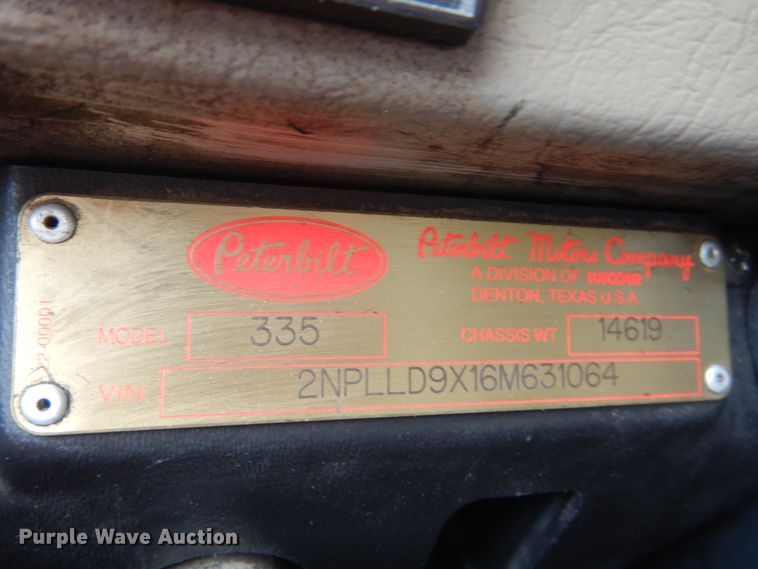 Peterbilt
Peterbilt Motors Company
A DIVISION OF PACCAR
DENTON, TEXAS U.S.A
MODEL 335 CHASSIS WT 14619
VIN 2NPLLD9X16M631064
Purple Wave Auction